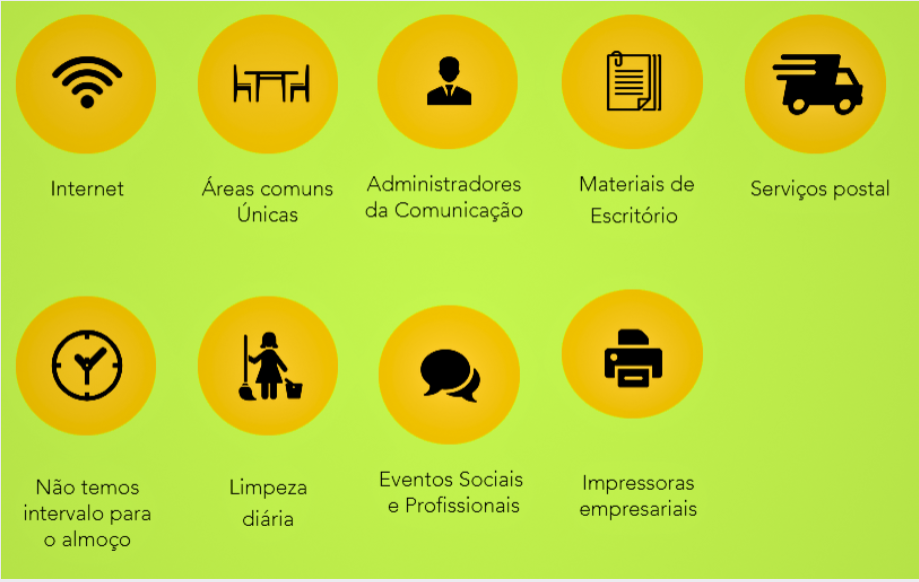 Internet
Áreas comuns
Únicas
Administradores
da Comunicação
Materiais de
Escritório
Serviços postal
Não temos
intervalo para
o almoço
Limpeza
diária
Eventos Sociais
e Profissionais
Impressoras
empresariais